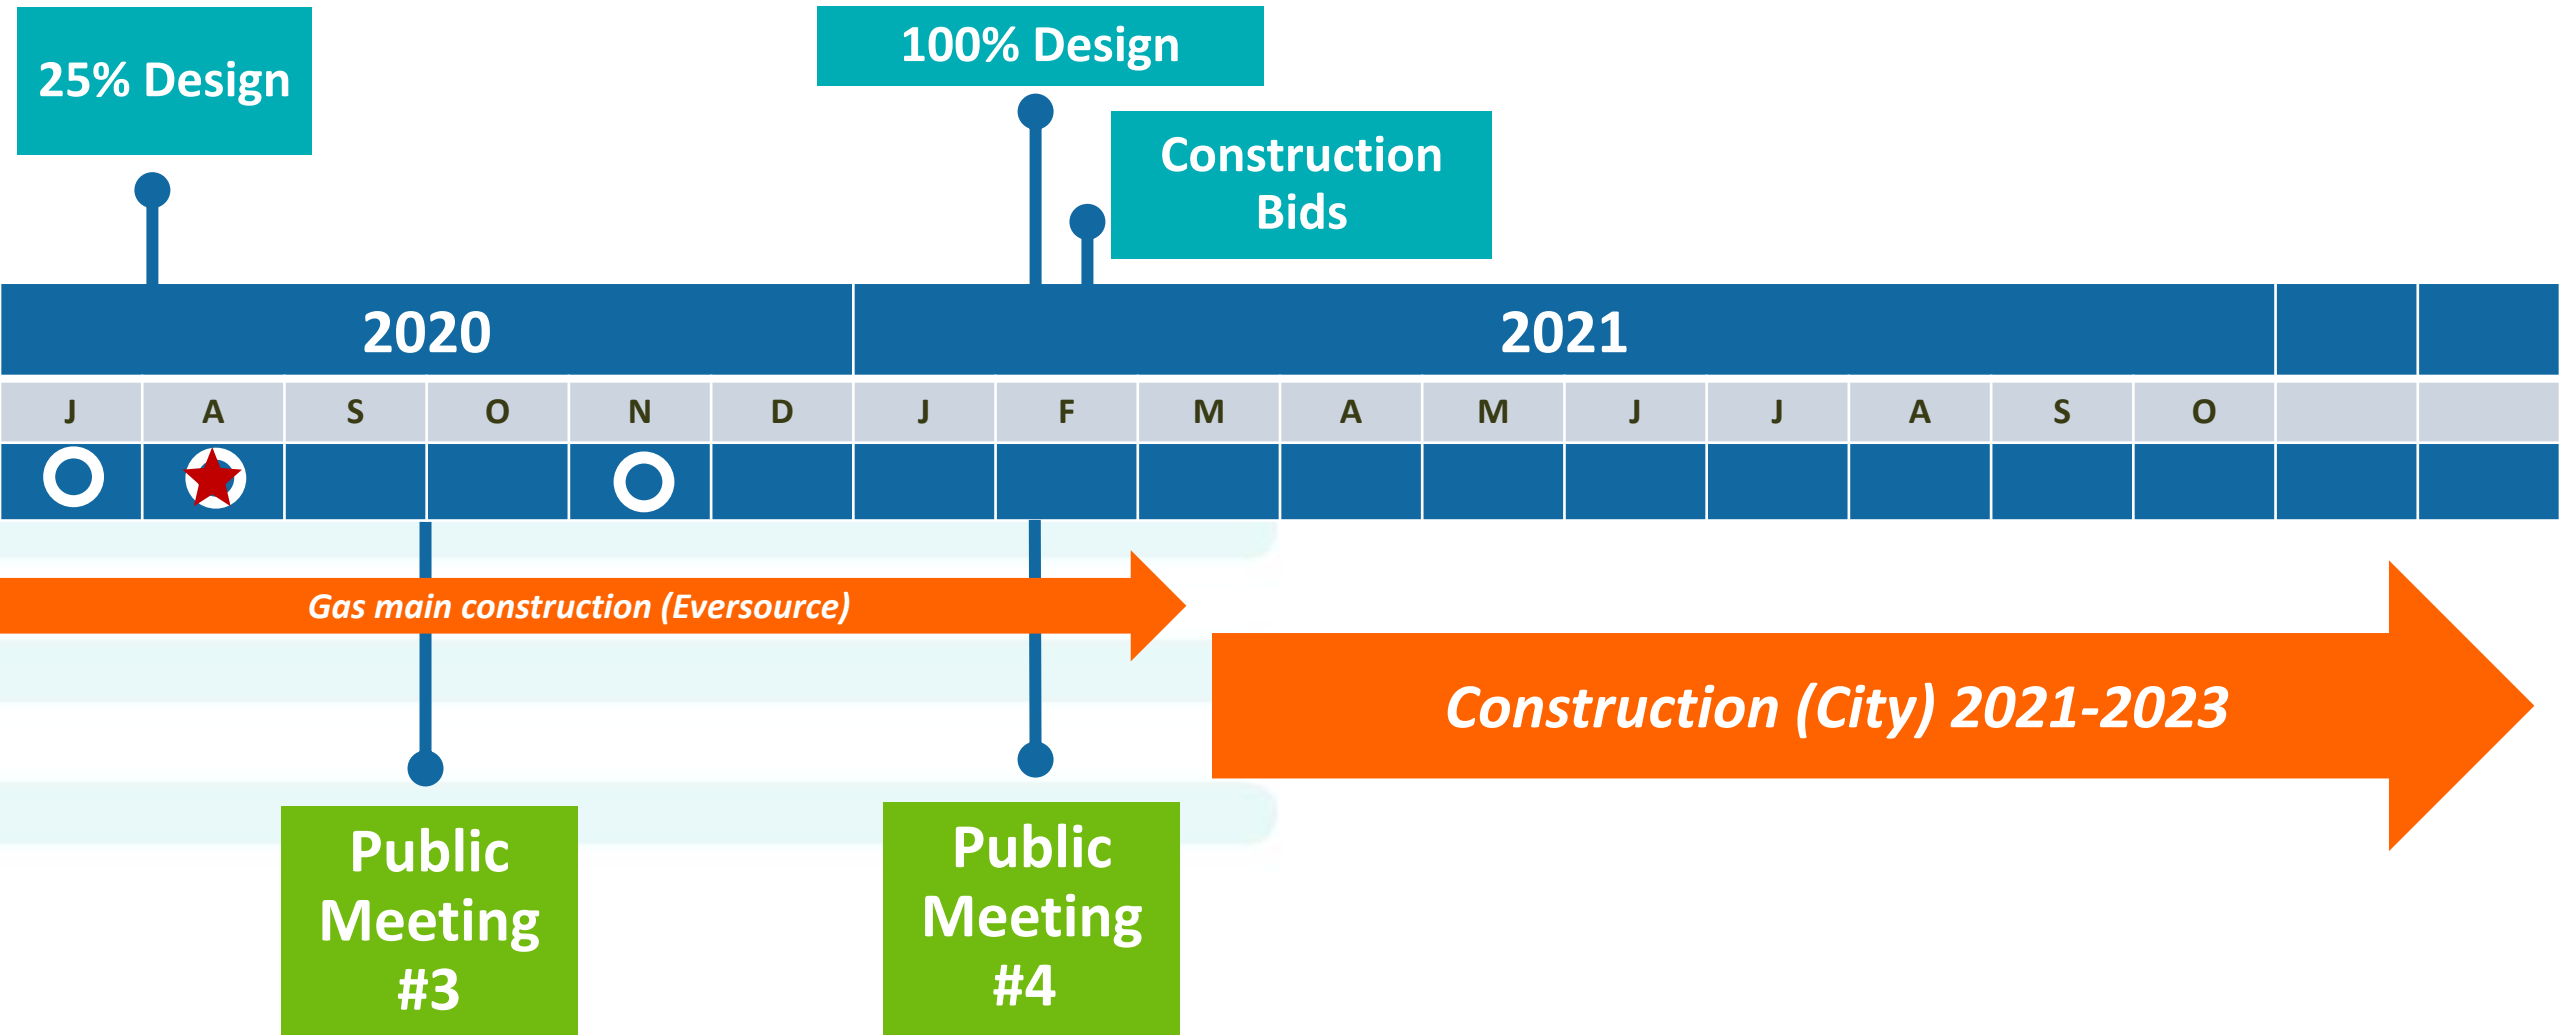 25% Design
100% Design
Construction
Bids
2020 2021
J A S O N D J F M A M J J A S O
Gas main construction (Eversource)
Construction (City) 2021-2023
Public
Meeting
#3
Public
Meeting
#4